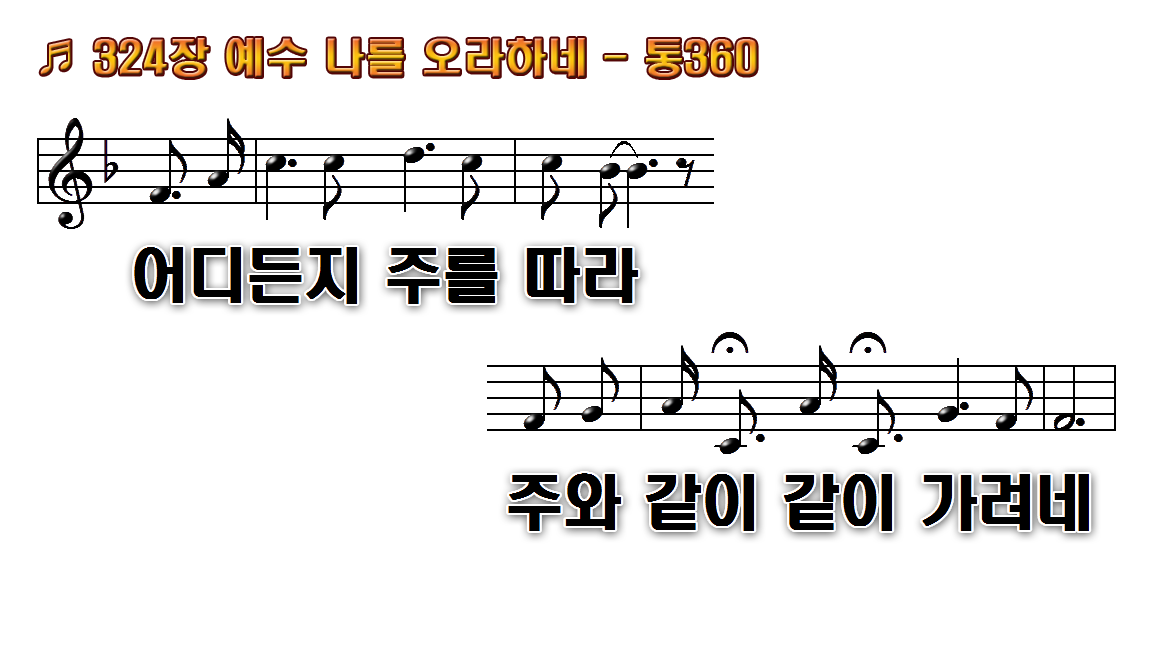 ♬ 324장 예수 나를 오라하네 - 통360
어디든지 주를 따라
주와 같이 같이 가려네